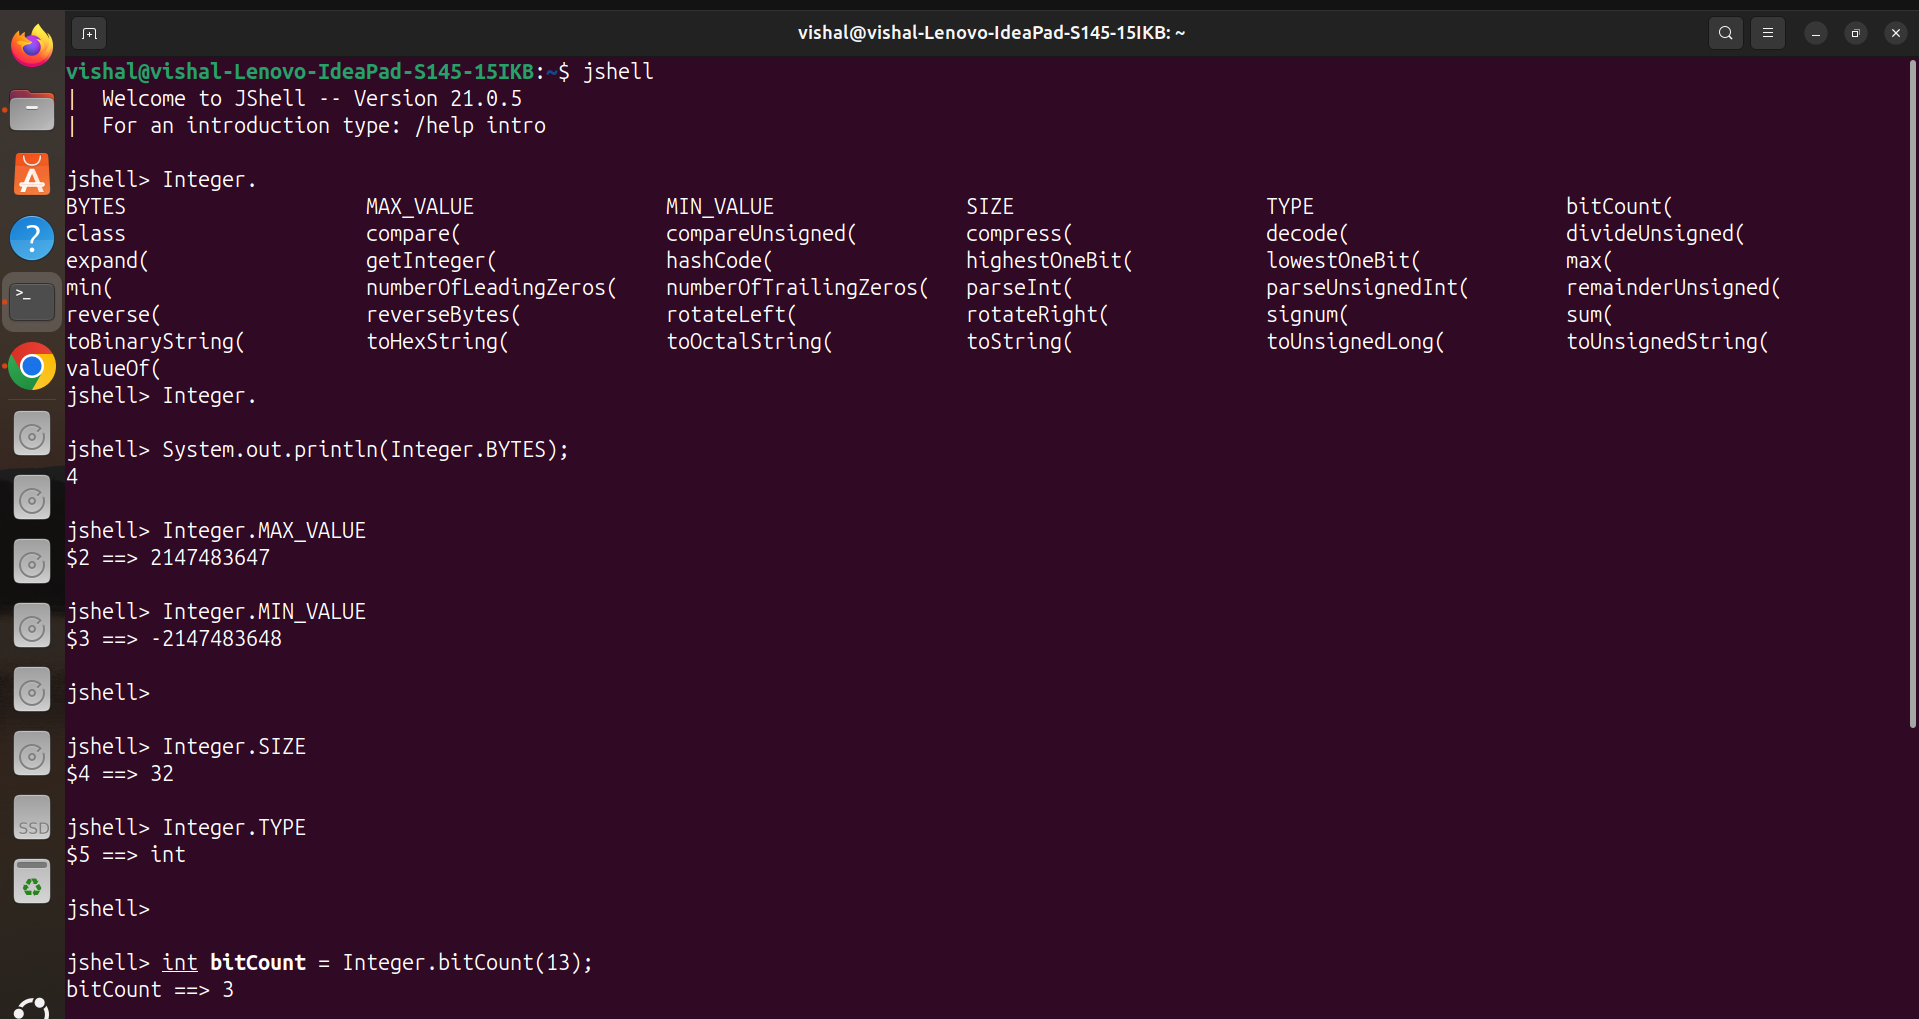 vishal@vishal-Lenovo-IdeaPad-S145-15IKB: ~
vishal@vishal-Lenovo-IdeaPad-S145-15IKB:~$ jshell
|  Welcome to JShell -- Version 21.0.5
|  For an introduction type: /help intro
jshell> Integer.
BYTES MAX_VALUE MIN_VALUE SIZE TYPE bitCount(
class compare( compareUnsigned( compress( decode( divideUnsigned(
expand( getInteger( hashCode( highestOneBit( lowestOneBit( max(
min( numberOfLeadingZeros( numberOfTrailingZeros( parseInt( parseUnsignedInt( remainderUnsigned(
reverse( reverseBytes( rotateLeft( rotateRight( signum( sum(
toBinaryString( toHexString( toOctalString( toString( toUnsignedLong( toUnsignedString(
valueOf(
jshell> Integer.
jshell> System.out.println(Integer.BYTES);
4
jshell> Integer.MAX_VALUE
$2 ==> 2147483647
jshell> Integer.MIN_VALUE
$3 ==> -2147483648
jshell>
jshell> Integer.SIZE
$4 ==> 32
jshell> Integer.TYPE
$5 ==> int
jshell>
jshell> int bitCount = Integer.bitCount(13);
bitCount ==> 3
SSD